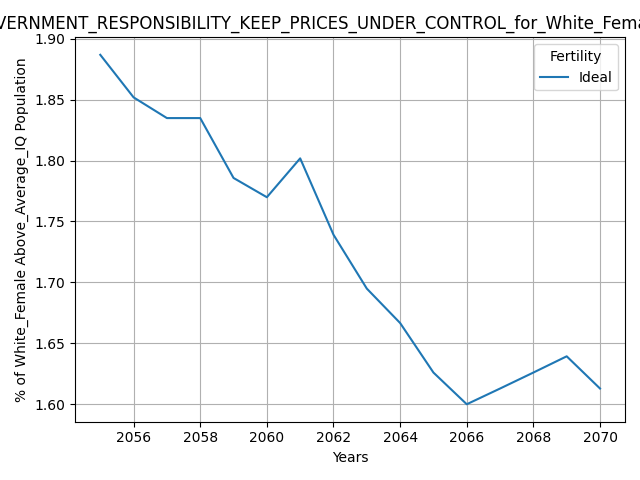 VERNMENT_RESPONSIBILITY_KEEP_PRICES_UNDER_CONTROL_for_White_Fema
Fertility
Ideal
% of White_Female Above_Average_IQ Population
1.90
1.85
1.80
1.75
1.70
1.65
1.60
2056 2058 2060 2062 2064 2066 2068 2070
Years